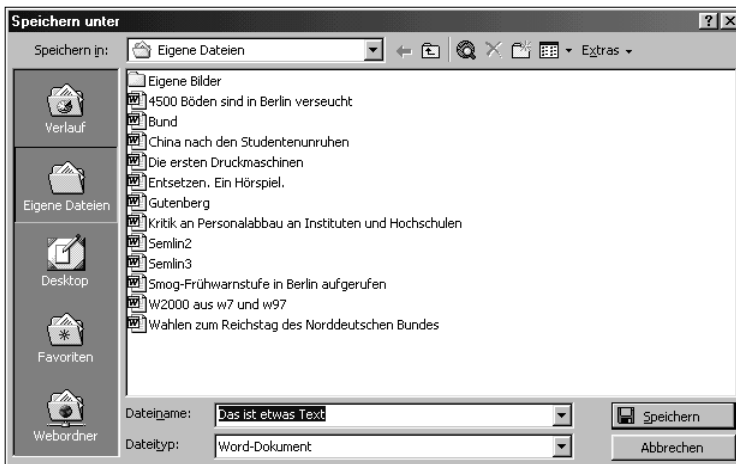 Speichern unter
Speichern in:
Eigene Dateien
Extras
Verlauf
Eigene Dateien
Desktop
Favoriten
Webordner
Eigene Bilder
4500 Böden sind in Berlin verseucht
Bund
China nach den Studentenunruhen
Die ersten Druckmaschinen
Entsetzen. Ein Hörspiel.
Gutenberg
Kritik an Personalabbau an Instituten und Hochschulen
Semlin2
Semlin3
Smog-Frühwarnstufe in Berlin aufgerufen
W2000 aus w7 und w97
Wahlen zum Reichstag des Norddeutschen Bundes
Dateiname:
Das ist etwas Text
Speichern
Dateityp:
Word-Dokument
Abbrechen